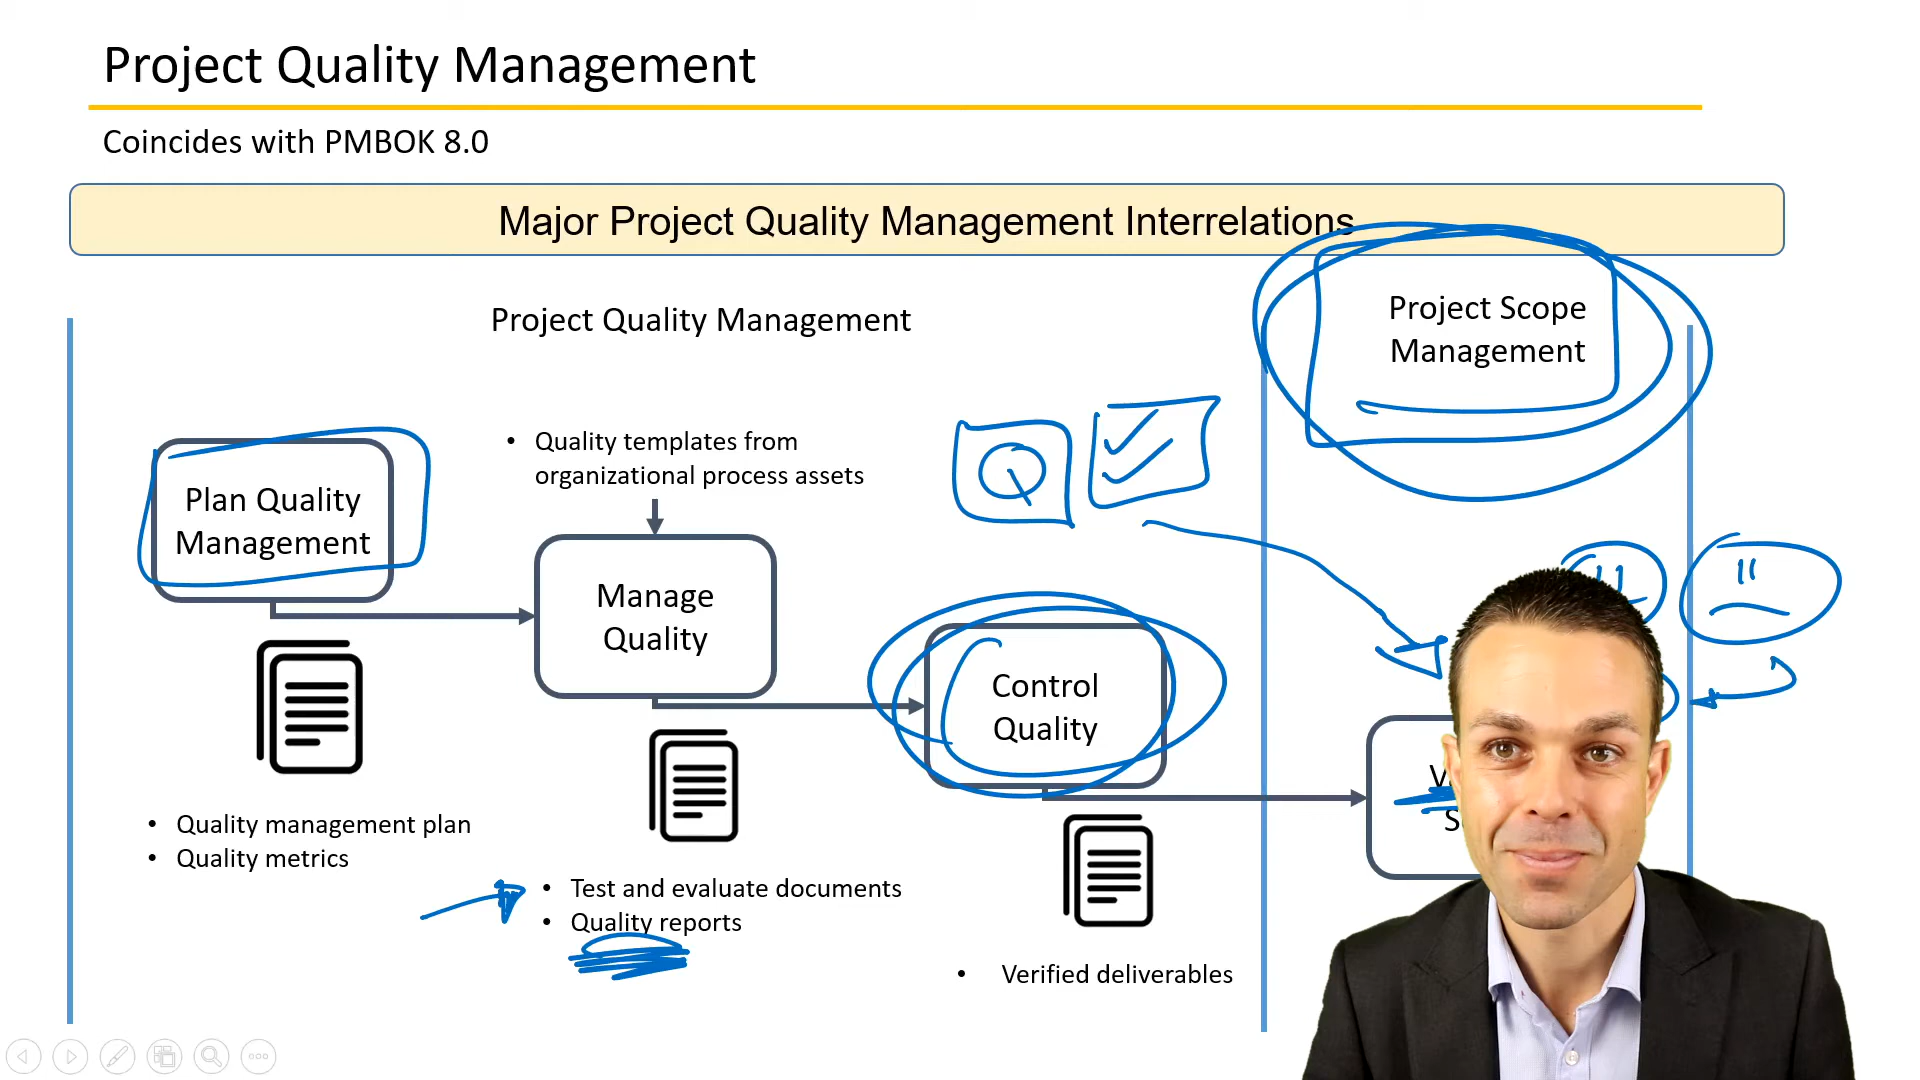 Project Quality Management
Coincides with PMBOK 8.0
Major Project Quality Management Interrelations
Project Quality Management
Project Scope
Management
Plan Quality
Management
• Quality templates from
organizational process assets
Q
Manage
Quality
Control
Quality
• Quality management plan
• Quality metrics
• Test and evaluate documents
• Quality reports
• Verified deliverables